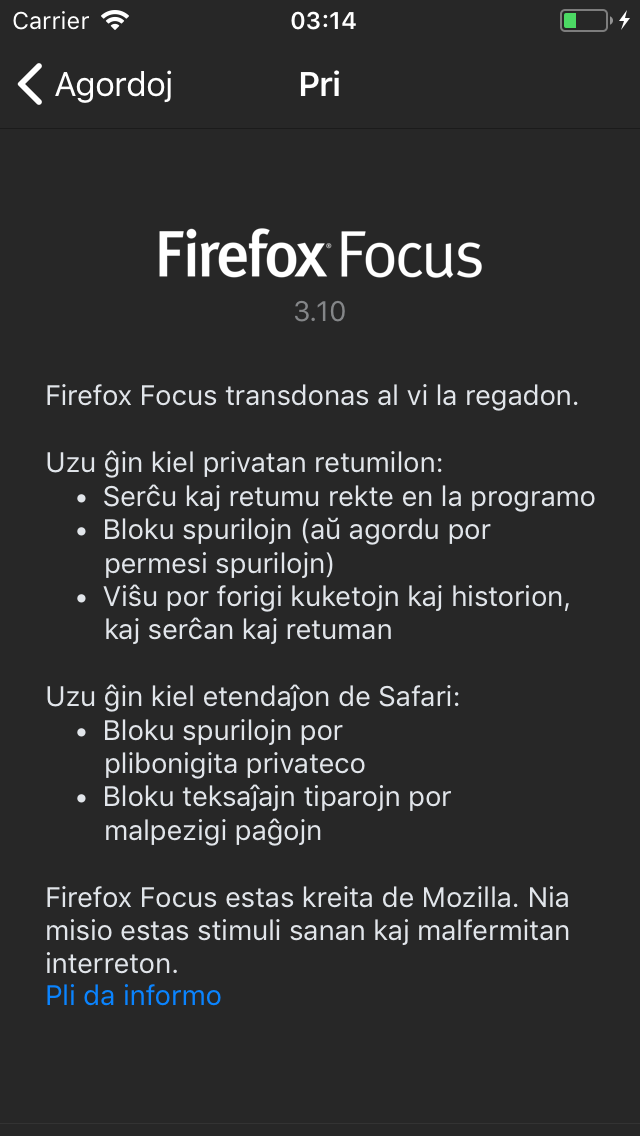 Carrier 03:14
Agordoj Pri
Firefox Focus
3.10
Firefox Focus transdonas al vi la regadon.
Uzu ĝin kiel privatan retumilon:
• Serĉu kaj retumu rekte en la programo
• Bloku spurilojn (aŭ agordu por
permesi spurilojn)
• Viŝu por forigi kuketojn kaj historion,
kaj serĉan kaj retuman
Uzu ĝin kiel etendaĵon de Safari:
• Bloku spurilojn por
plibonigita privateco
• Bloku teksaĵajn tiparojn por
malpezigi paĝojn
Firefox Focus estas kreita de Mozilla. Nia
misio estas stimuli sanan kaj malfermitan
interreton.
Pli da informo